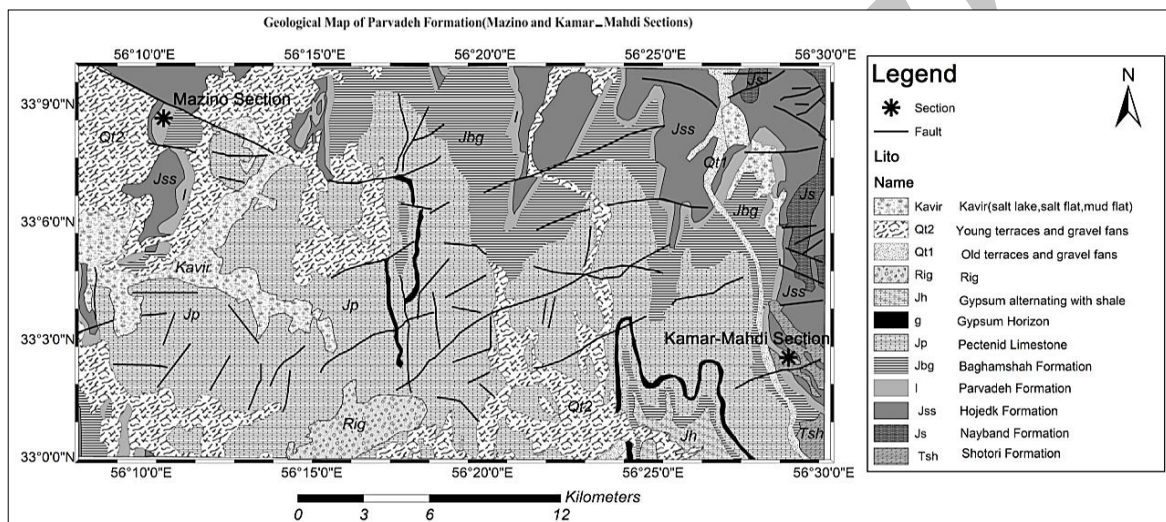 Geological Map of Parvadeh Formation(Mazino and Kamar_Mahdi Sections)
56°10'0"E 56°15'0"E 56°20'0"E 56°25'0"E 56°30'0"E
33°9'0"N
33°6'0"N
33°3'0"N
33°0'0"N
Mazino Section
Qt2
Jss
l
Kavir
Jp
Jbg
l
Jss
Js
Qt1
Jbg
Js
Jss
Jp
Kamar-Mahdi Section
Rig
Qt2
Jh
Tsh
56°10'0"E 56°15'0"E 56°20'0"E 56°25'0"E 56°30'0"E
Kilometers
0 3 6 12
Legend
N
Section
Fault
Lito
Name
Kavir Kavir(salt lake,salt flat,mud flat)
Qt2 Young terraces and gravel fans
Qt1 Old terraces and gravel fans
Rig Rig
Jh Gypsum alternating with shale
g Gypsum Horizon
Jp Pectenid Limestone
Jbg Baghamshah Formation
l Parvadeh Formation
Jss Hojedk Formation
Js Nayband Formation
Tsh Shotori Formation